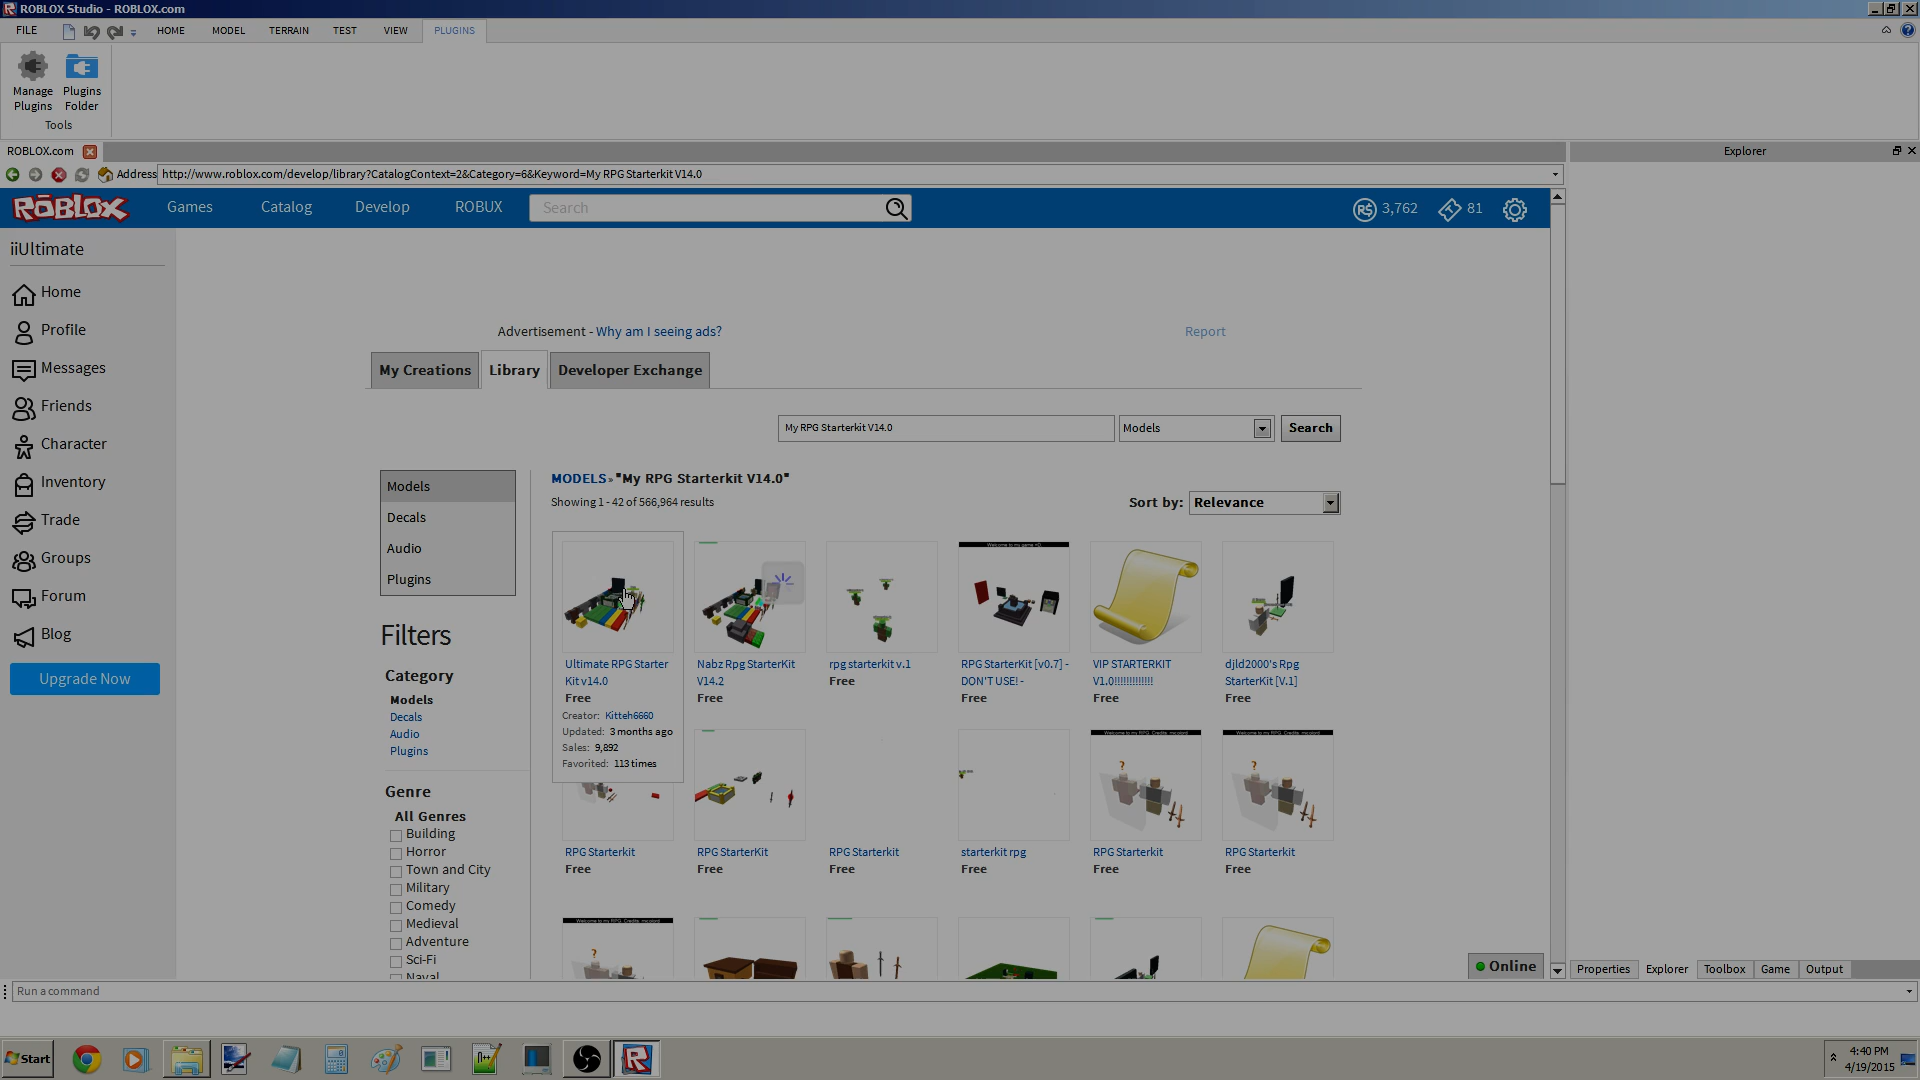 ROBLOX Studio - ROBLOX.com
FILE HOME MODEL TERRAIN TEST VIEW PLUGINS
Manage Plugins
Plugins Folder
Tools
ROBLOX.com
Explorer
Address http://www.roblox.com/develop/library?CatalogContext=2&Category=6&Keyword=My RPG Starterkit V14.0
ROBLOX Games Catalog Develop ROBUX Search R$ 3,762 81
iiUltimate
Home
Profile
Messages
Friends
Character
Inventory
Trade
Groups
Forum
Blog
Upgrade Now
Advertisement - Why am I seeing ads? Report
My Creations Library Developer Exchange
My RPG Starterkit V14.0 Models Search
Models
Decals
Audio
Plugins
Filters
Category
Models
Decals
Audio
Plugins
Genre
All Genres
Building
Horror
Town and City
Military
Comedy
Medieval
Adventure
Sci-Fi
Naval
MODELS » "My RPG Starterkit V14.0"
Showing 1 - 42 of 566,964 results
Sort by: Relevance
Welcome to my game =D
Ultimate RPG Starter Kit v14.0
Free
Creator: Kitteh6660
Updated: 3 months ago
Sales: 9,892
Favorited: 113 times
Nabz Rpg StarterKit V14.2
Free
rpg starterkit v.1
Free
RPG StarterKit [v0.7] - DON'T USE! -
Free
VIP STARTERKIT V1.0!!!!!!!!!!!!!
Free
djld2000's Rpg StarterKit [V.1]
Free
RPG Starterkit
Free
RPG StarterKit
Free
RPG Starterkit
Free
starterkit rpg
Free
RPG Starterkit
Free
RPG Starterkit
Free
Online
Properties Explorer Toolbox Game Output
Run a command
Start
4:40 PM
4/19/2015